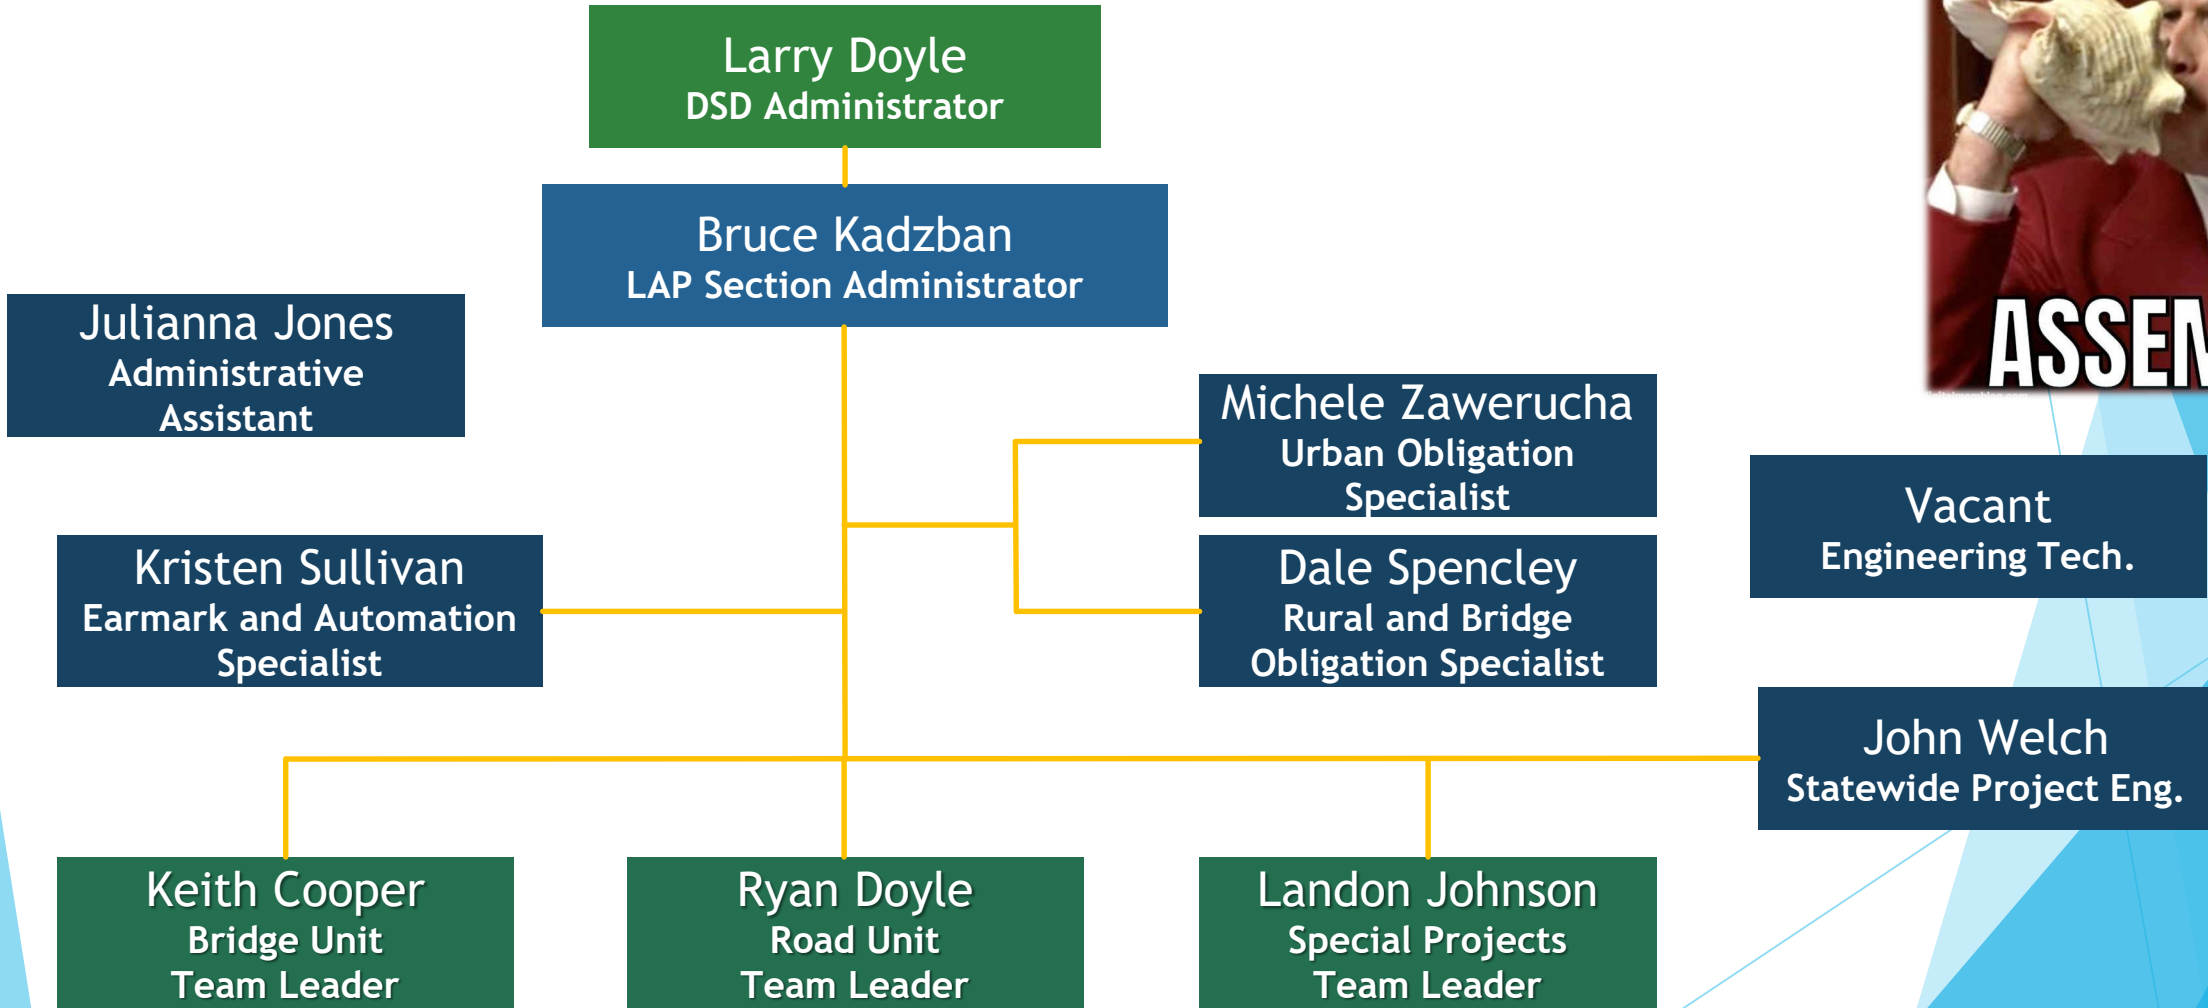 Larry Doyle
DSD Administrator
Bruce Kadzban
LAP Section Administrator
Julianna Jones
Administrative
Assistant
Michele Zawerucha
Urban Obligation
Specialist
Vacant
Engineering Tech.
Kristen Sullivan
Earmark and Automation
Specialist
Dale Spencley
Rural and Bridge
Obligation Specialist
John Welch
Statewide Project Eng.
Keith Cooper
Bridge Unit
Team Leader
Ryan Doyle
Road Unit
Team Leader
Landon Johnson
Special Projects
Team Leader